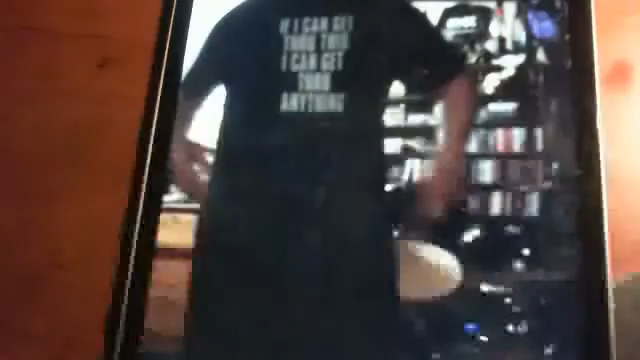 IF I CAN GET
THRU THIS
I CAN GET
THRU
ANYTHING